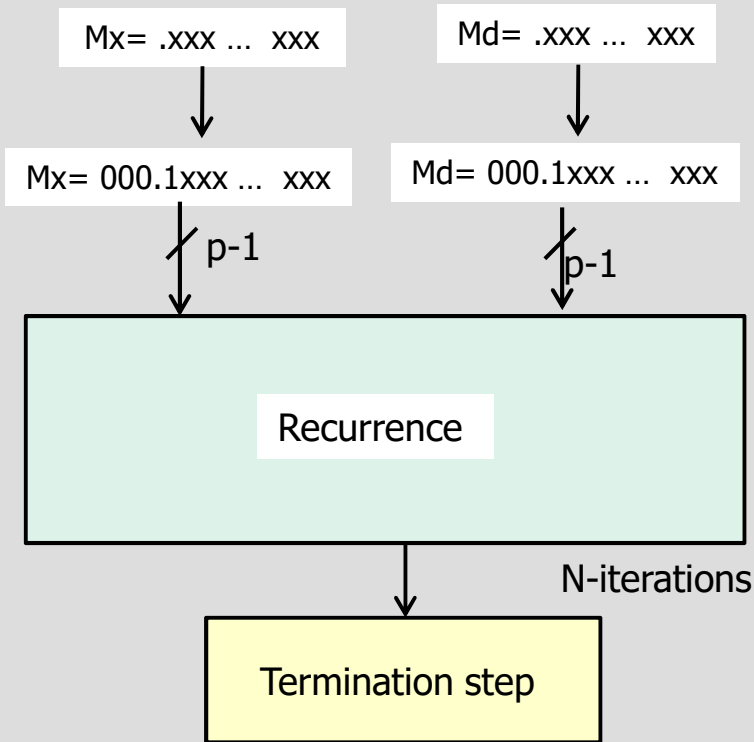 Mx= .xxx ... xxx
Md= .xxx ... xxx
Mx= 000.1xxx ... xxx
Md= 000.1xxx ... xxx
p-1
p-1
Recurrence
N-iterations
Termination step